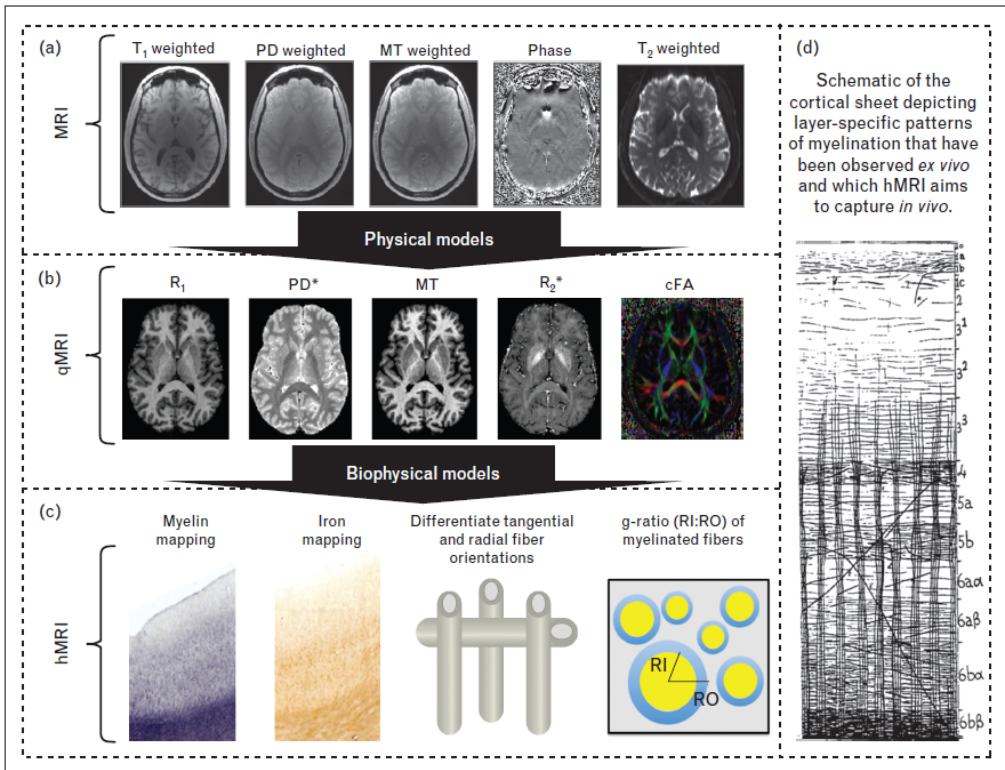 (a)
MRI
T1 weighted
PD weighted
MT weighted
Phase
T2 weighted
Physical models
(b)
qMRI
R1
PD*
MT
R2*
cFA
Biophysical models
(c)
hMRI
Myelin
mapping
Iron
mapping
Differentiate tangential
and radial fiber
orientations
g-ratio (RI:RO) of
myelinated fibers
RI
RO
(d)
Schematic of the
cortical sheet depicting
layer-specific patterns
of myelination that have
been observed ex vivo
and which hMRI aims
to capture in vivo.
1a
1b
1c
2
3¹
3²
3³
4
5a
5b
6aα
6aβ
6bα
6bβ